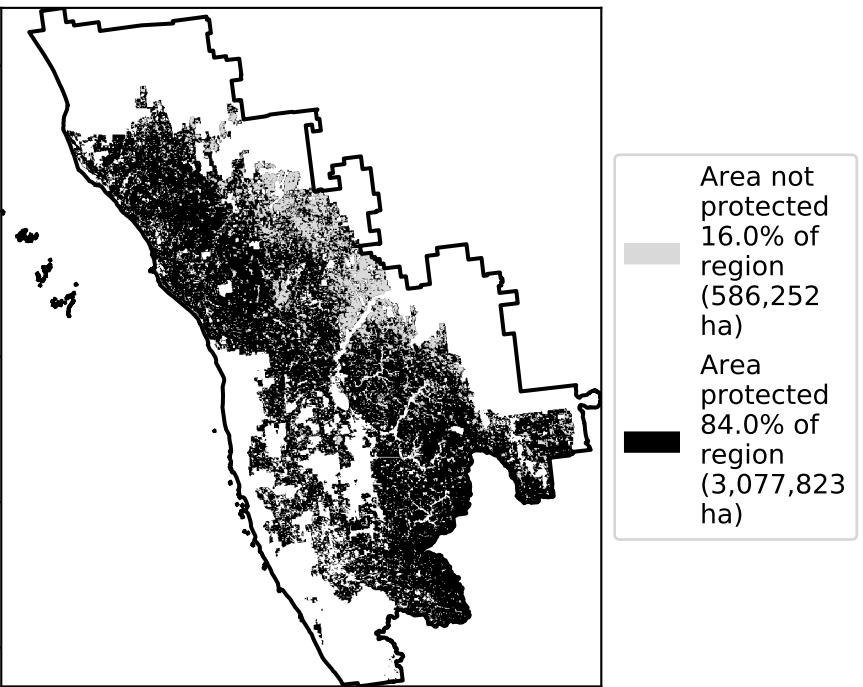 Area not
protected
16.0% of
region
(586,252
ha)
Area
protected
84.0% of
region
(3,077,823
ha)